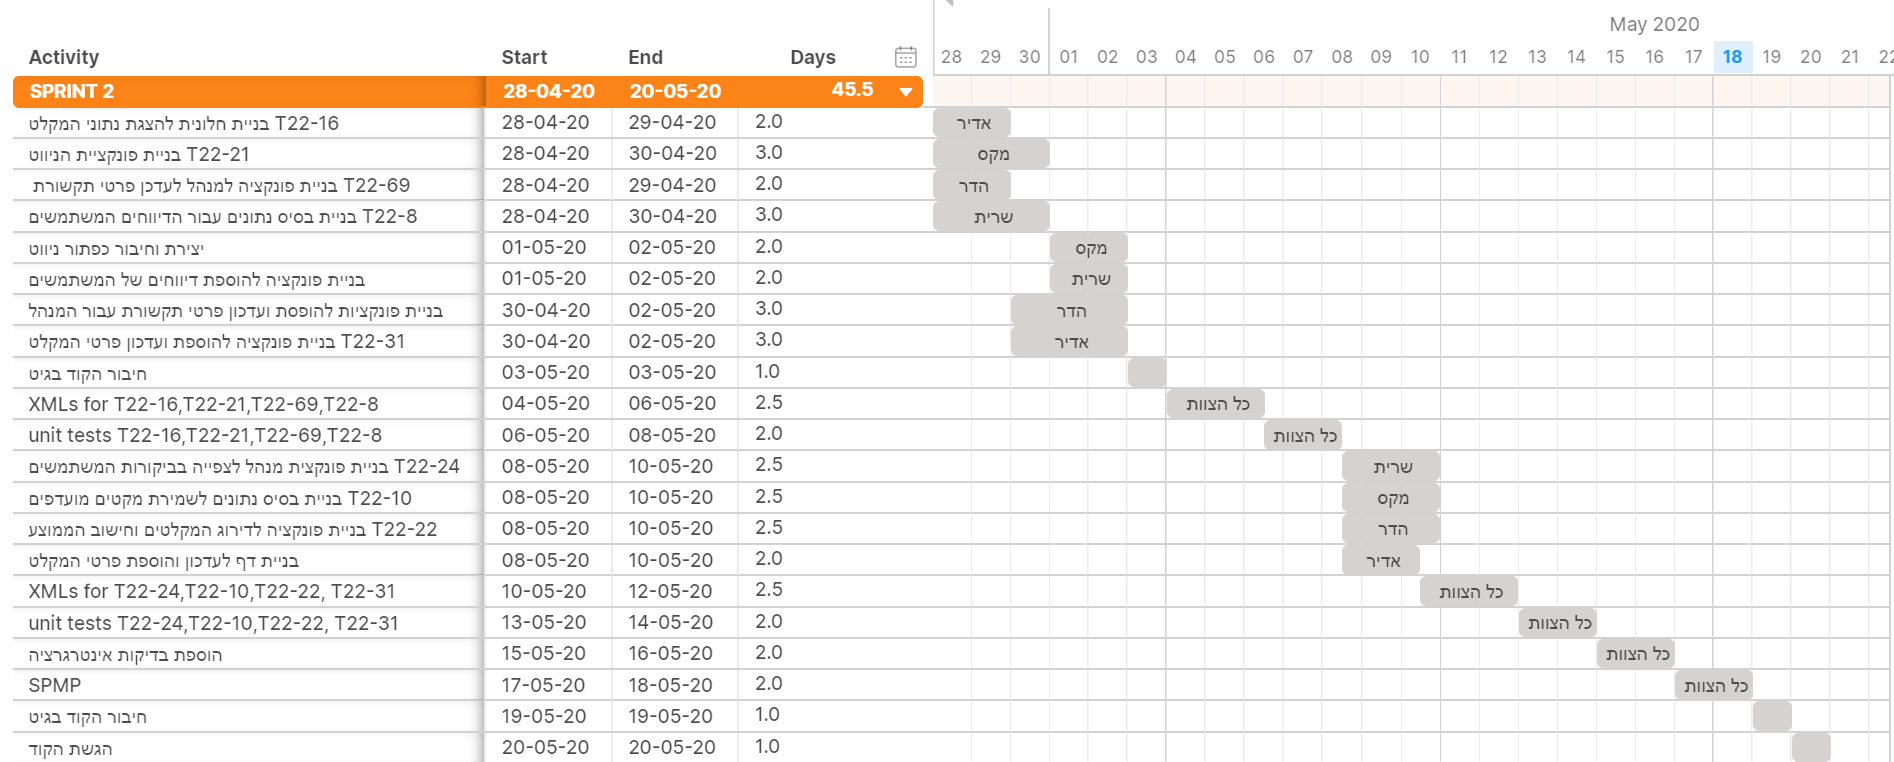 May 2020
Activity Start End Days 28 29 30 01 02 03 04 05 06 07 08 09 10 11 12 13 14 15 16 17 18 19 20 21 22
SPRINT 2 28-04-20 20-05-20 45.5
T22-16 בניית חלונית להצגת נתוני המקלט 28-04-20 29-04-20 2.0 אדיר
T22-21 בניית פונקציית הניווט 28-04-20 30-04-20 3.0 מקס
T22-69 בניית פונקציה למנהל לעדכן פרטי תקשורת 28-04-20 29-04-20 2.0 הדר
T22-8 בניית בסיס נתונים עבור הדיווחים המשתמשים 28-04-20 30-04-20 3.0 שרית
יצירת וחיבור כפתור ניווט 01-05-20 02-05-20 2.0 מקס
בניית פונקציה להוספת דיווחים של המשתמשים 01-05-20 02-05-20 2.0 שרית
בניית פונקציות להופסת ועדכון פרטי תקשורת עבור המנהל 30-04-20 02-05-20 3.0 הדר
T22-31 בניית פונקציה להוספת ועדכון פרטי המקלט 30-04-20 02-05-20 3.0 אדיר
חיבור הקוד בגיט 03-05-20 03-05-20 1.0
XMLs for T22-16,T22-21,T22-69,T22-8 04-05-20 06-05-20 2.5 כל הצוות
unit tests T22-16,T22-21,T22-69,T22-8 06-05-20 08-05-20 2.0 כל הצוות
T22-24 בניית פונקצית מנהל לצפייה בביקורות המשתמשים 08-05-20 10-05-20 2.5 שרית
T22-10 בניית בסיס נתונים לשמירת מקטים מועדפים 08-05-20 10-05-20 2.5 מקס
T22-22 בניית פונקציה לדירוג המקלטים וחישוב הממוצע 08-05-20 10-05-20 2.5 הדר
בניית דף לעדכון והוספת פרטי המקלט 08-05-20 10-05-20 2.0 אדיר
XMLs for T22-24,T22-10,T22-22, T22-31 10-05-20 12-05-20 2.5 כל הצוות
unit tests T22-24,T22-10,T22-22, T22-31 13-05-20 14-05-20 2.0 כל הצוות
הוספת בדיקות אינטרגרציה 15-05-20 16-05-20 2.0 כל הצוות
SPMP 17-05-20 18-05-20 2.0 כל הצוות
חיבור הקוד בגיט 19-05-20 19-05-20 1.0
הגשת הקוד 20-05-20 20-05-20 1.0